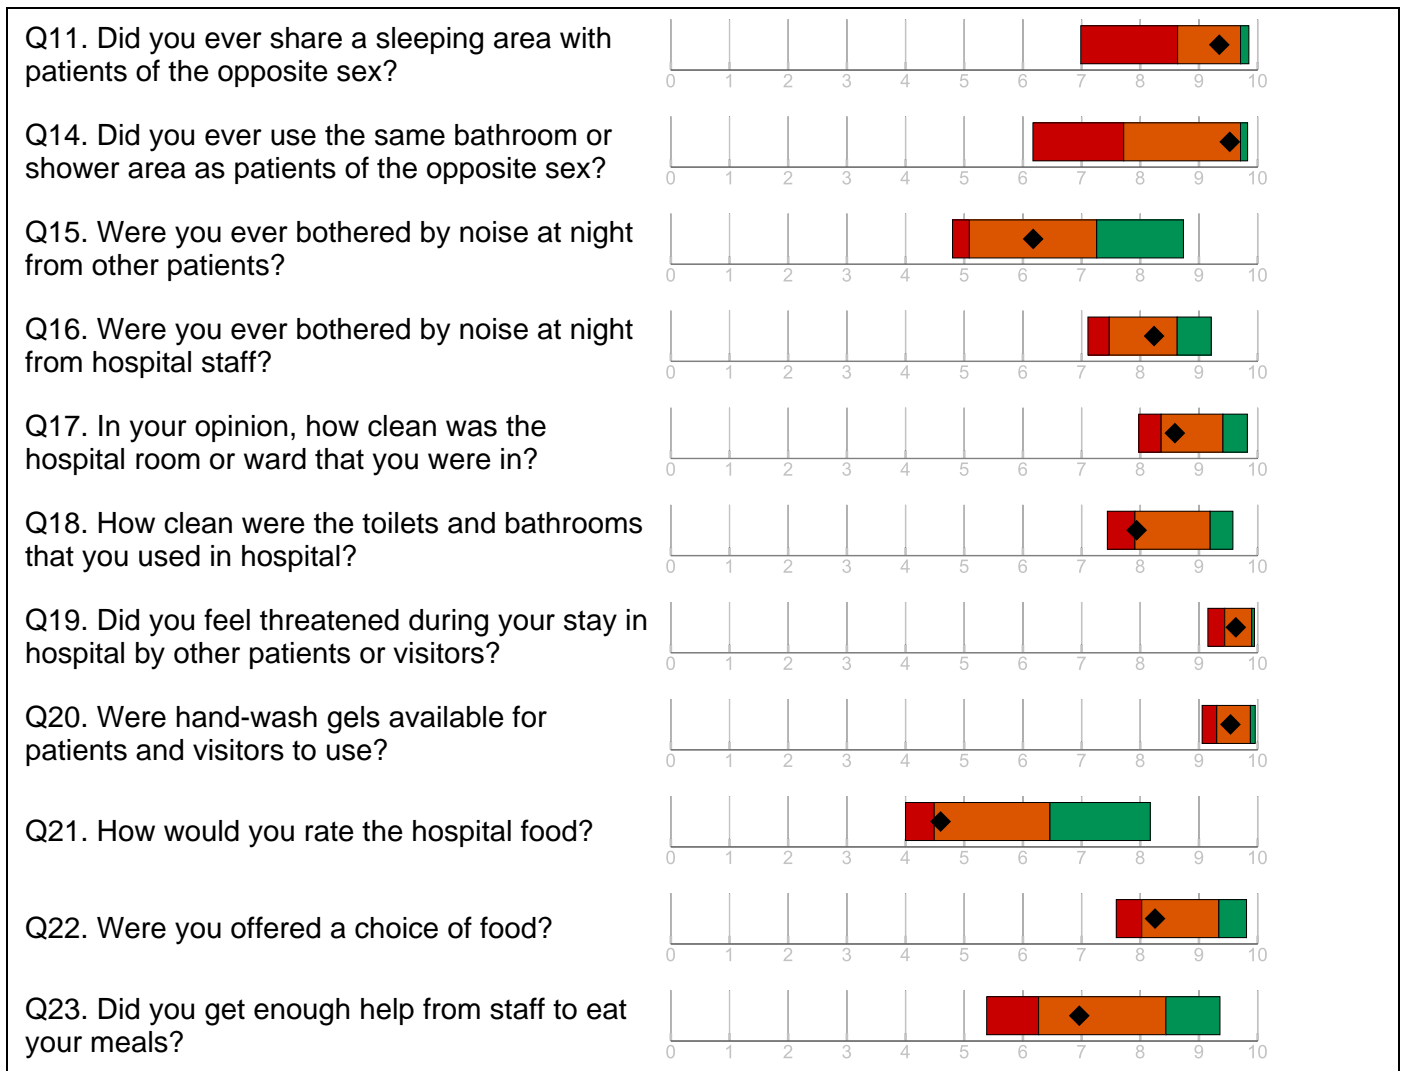 Q11. Did you ever share a sleeping area with
patients of the opposite sex?
0 1 2 3 4 5 6 7 8 9 10
Q14. Did you ever use the same bathroom or
shower area as patients of the opposite sex?
0 1 2 3 4 5 6 7 8 9 10
Q15. Were you ever bothered by noise at night
from other patients?
0 1 2 3 4 5 6 7 8 9 10
Q16. Were you ever bothered by noise at night
from hospital staff?
0 1 2 3 4 5 6 7 8 9 10
Q17. In your opinion, how clean was the
hospital room or ward that you were in?
0 1 2 3 4 5 6 7 8 9 10
Q18. How clean were the toilets and bathrooms
that you used in hospital?
0 1 2 3 4 5 6 7 8 9 10
Q19. Did you feel threatened during your stay in
hospital by other patients or visitors?
0 1 2 3 4 5 6 7 8 9 10
Q20. Were hand-wash gels available for
patients and visitors to use?
0 1 2 3 4 5 6 7 8 9 10
Q21. How would you rate the hospital food?
0 1 2 3 4 5 6 7 8 9 10
Q22. Were you offered a choice of food?
0 1 2 3 4 5 6 7 8 9 10
Q23. Did you get enough help from staff to eat
your meals?
0 1 2 3 4 5 6 7 8 9 10